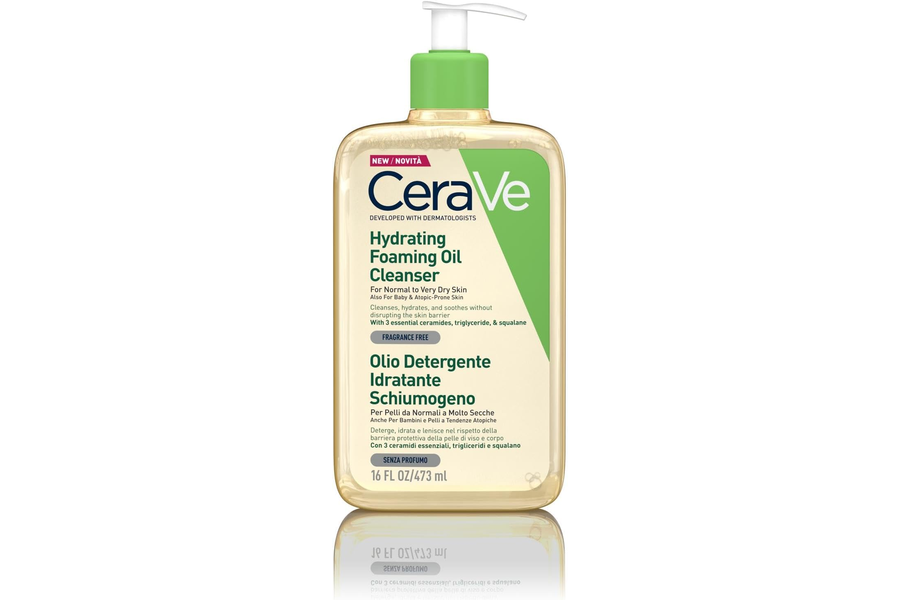 NEW / NOVITÀ
CeraVe
DEVELOPED WITH DERMATOLOGISTS
Hydrating
Foaming Oil
Cleanser
For Normal to Very Dry Skin
Also For Baby & Atopic-Prone Skin
Cleanses, hydrates, and soothes without
disrupting the skin barrier
With 3 essential ceramides, triglyceride, & squalane
FRAGRANCE FREE
Olio Detergente
Idratante
Schiumogeno
Per Pelli da Normali a Molto Secche
Anche Per Bambini e Pelli a Tendenze Atopiche
Deterge, idrata e lenisce nel rispetto della
barriera protettiva della pelle di viso e corpo
Con 3 ceramidi essenziali, trigliceridi e squalano
SENZA PROFUMO
16 FL OZ/473 ml